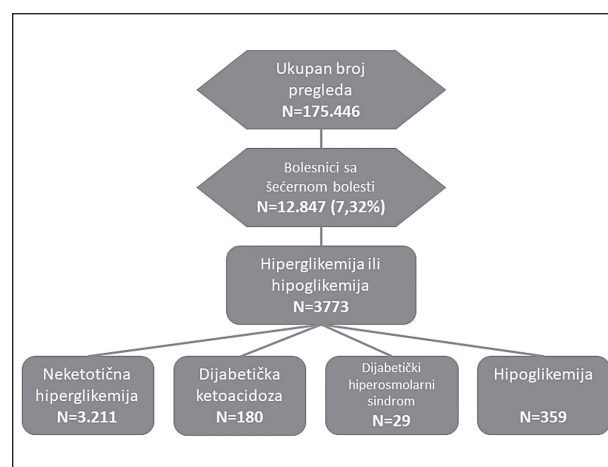 Ukupan broj
pregleda
N=175.446
Bolesnici sa
šećernom bolesti
N=12.847 (7,32%)
Hiperglikemija ili
hipoglikemija
N=3773
Neketotična
hiperglikemija
N=3.211
Dijabetička
ketoacidoza
N=180
Dijabetički
hiperosmolarni
sindrom
N=29
Hipoglikemija
N=359